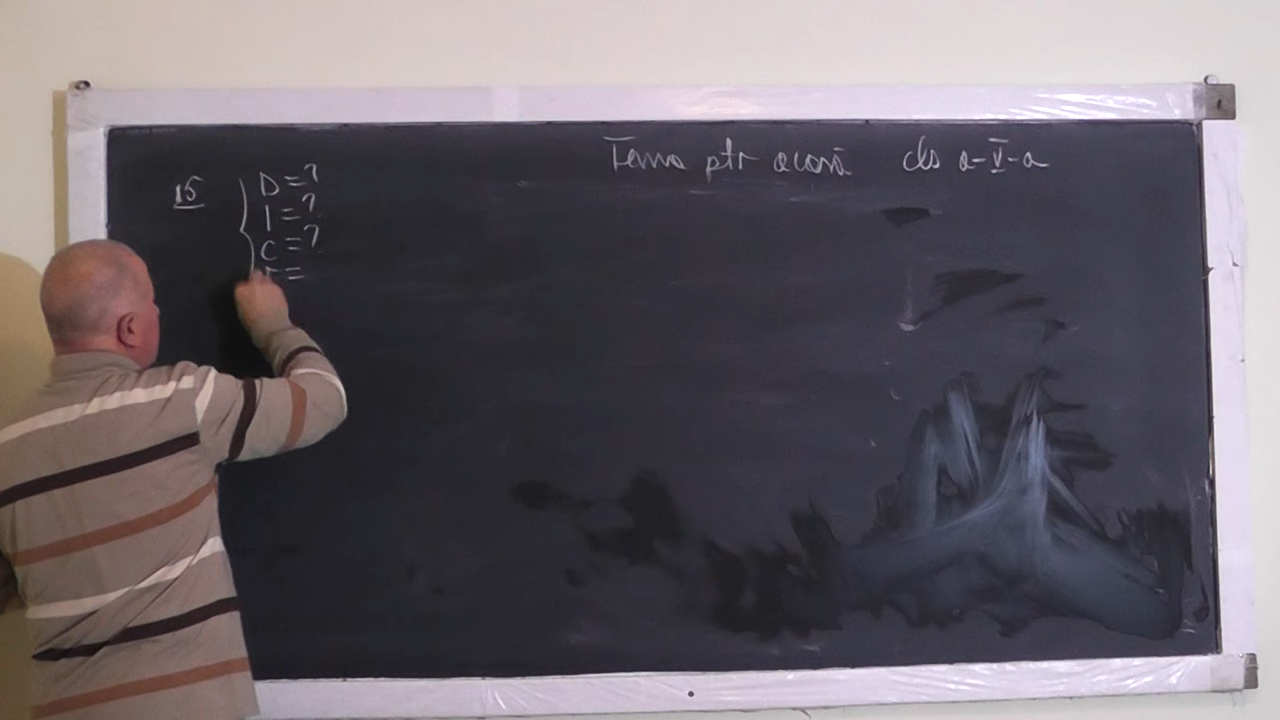 Tema ptr acasă cls a-V-a
15
D = ?
I = ?
C = ?
=